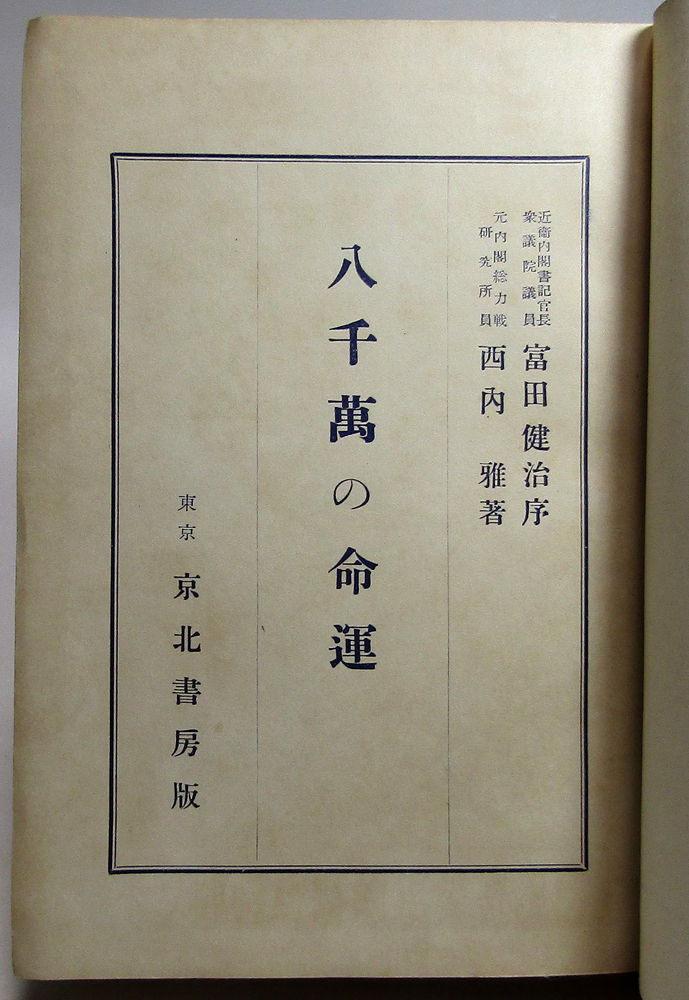 近衛内閣書記官長
衆議院議員
富田健治序
元内閣総力戦
研究所員
西内 雅著
八千萬の命運
東京 京北書房版